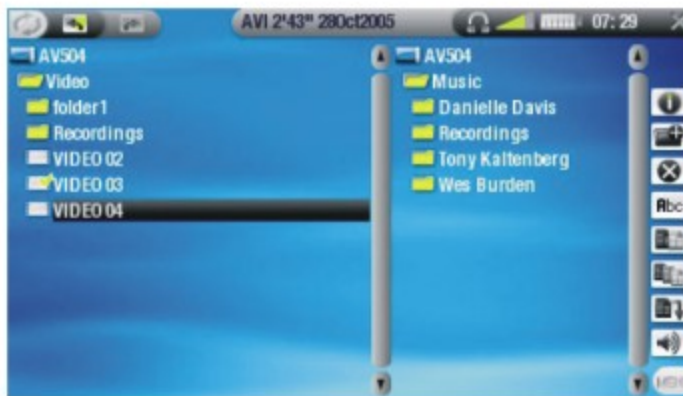 AVI 2'43" 28Oct2005
07:29
AV504
Video
folder1
Recordings
VIDEO 02
VIDEO 03
VIDEO 04
AV504
Music
Danielle Davis
Recordings
Tony Kaltenberg
Wes Burden
Abc